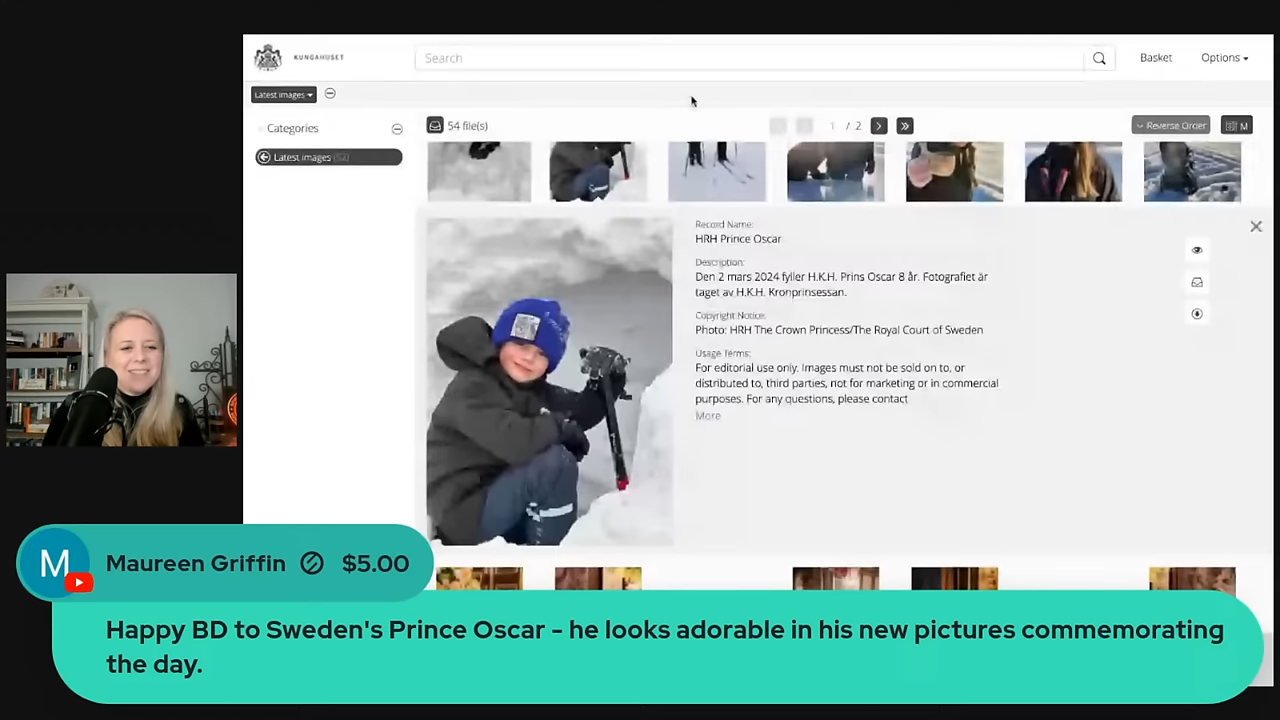 KUNGAHUSET
Search
Basket
Options
Latest images
Categories
54 file(s)
1 / 2
Reverse Order
M
Latest images
Record Name:
HRH Prince Oscar
Description:
Den 2 mars 2024 fyller H.K.H. Prins Oscar 8 år. Fotografiet är
taget av H.K.H. Kronprinsessan.
Copyright Notice:
Photo: HRH The Crown Princess/The Royal Court of Sweden
Usage Terms:
For editorial use only. Images must not be sold on to, or
distributed to, third parties, not for marketing or in commercial
purposes. For any questions, please contact
More
M
Maureen Griffin $5.00
Happy BD to Sweden's Prince Oscar - he looks adorable in his new pictures commemorating
the day.